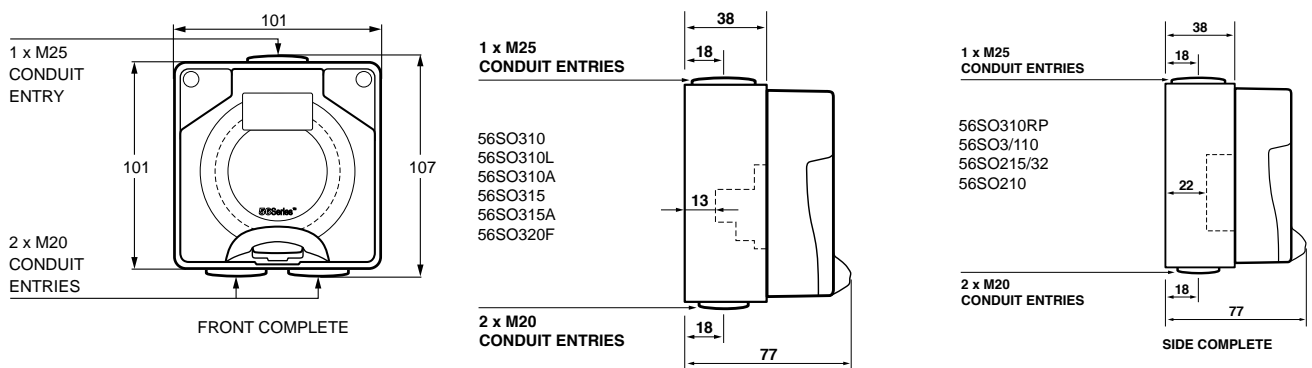 101
1 x M25
CONDUIT
ENTRY
101
107
56Series™
2 x M20
CONDUIT
ENTRIES
FRONT COMPLETE
38
18
1 x M25
CONDUIT ENTRIES
56SO310
56SO310L
56SO310A
56SO315
56SO315A
56SO320F
13
2 x M20
CONDUIT ENTRIES
18
77
38
18
1 x M25
CONDUIT ENTRIES
56SO310RP
56SO3/110
56SO215/32
56SO210
22
2 x M20
CONDUIT ENTRIES
18
77
SIDE COMPLETE